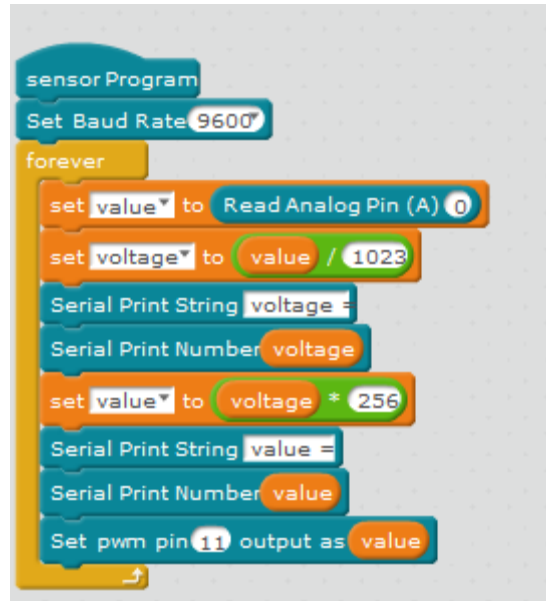 sensor Program
Set Baud Rate 9600
forever
set value to Read Analog Pin (A) 0
set voltage to value / 1023
Serial Print String voltage =
Serial Print Number voltage
set value to voltage * 256
Serial Print String value =
Serial Print Number value
Set pwm pin 11 output as value